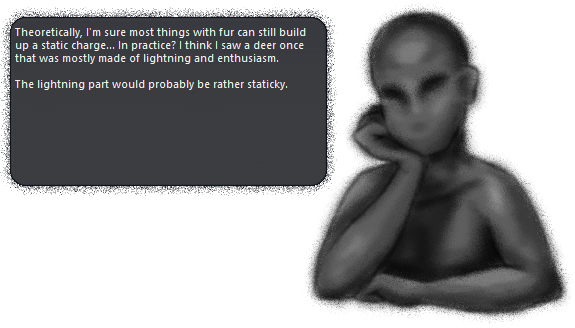 Theoretically, I'm sure most things with fur can still build
up a static charge... In practice? I think I saw a deer once
that was mostly made of lightning and enthusiasm.
The lightning part would probably be rather staticky.